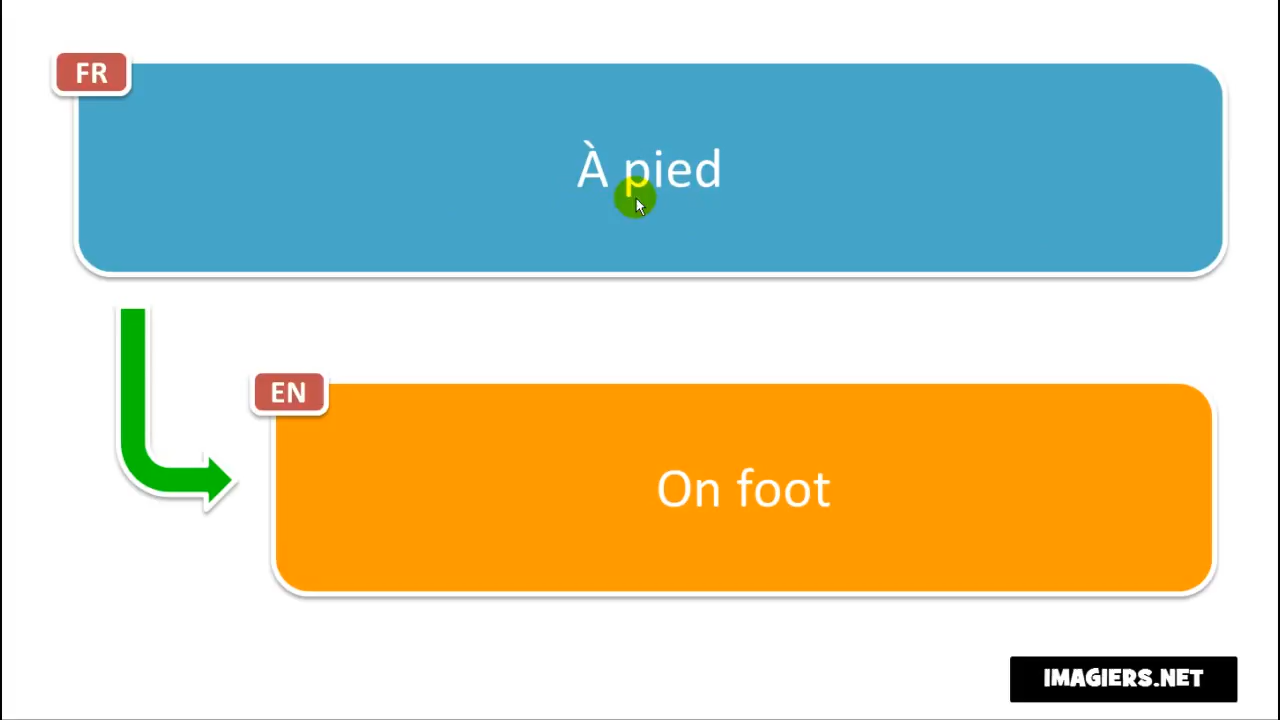 FR
À pied
EN
On foot
IMAGIERS.NET